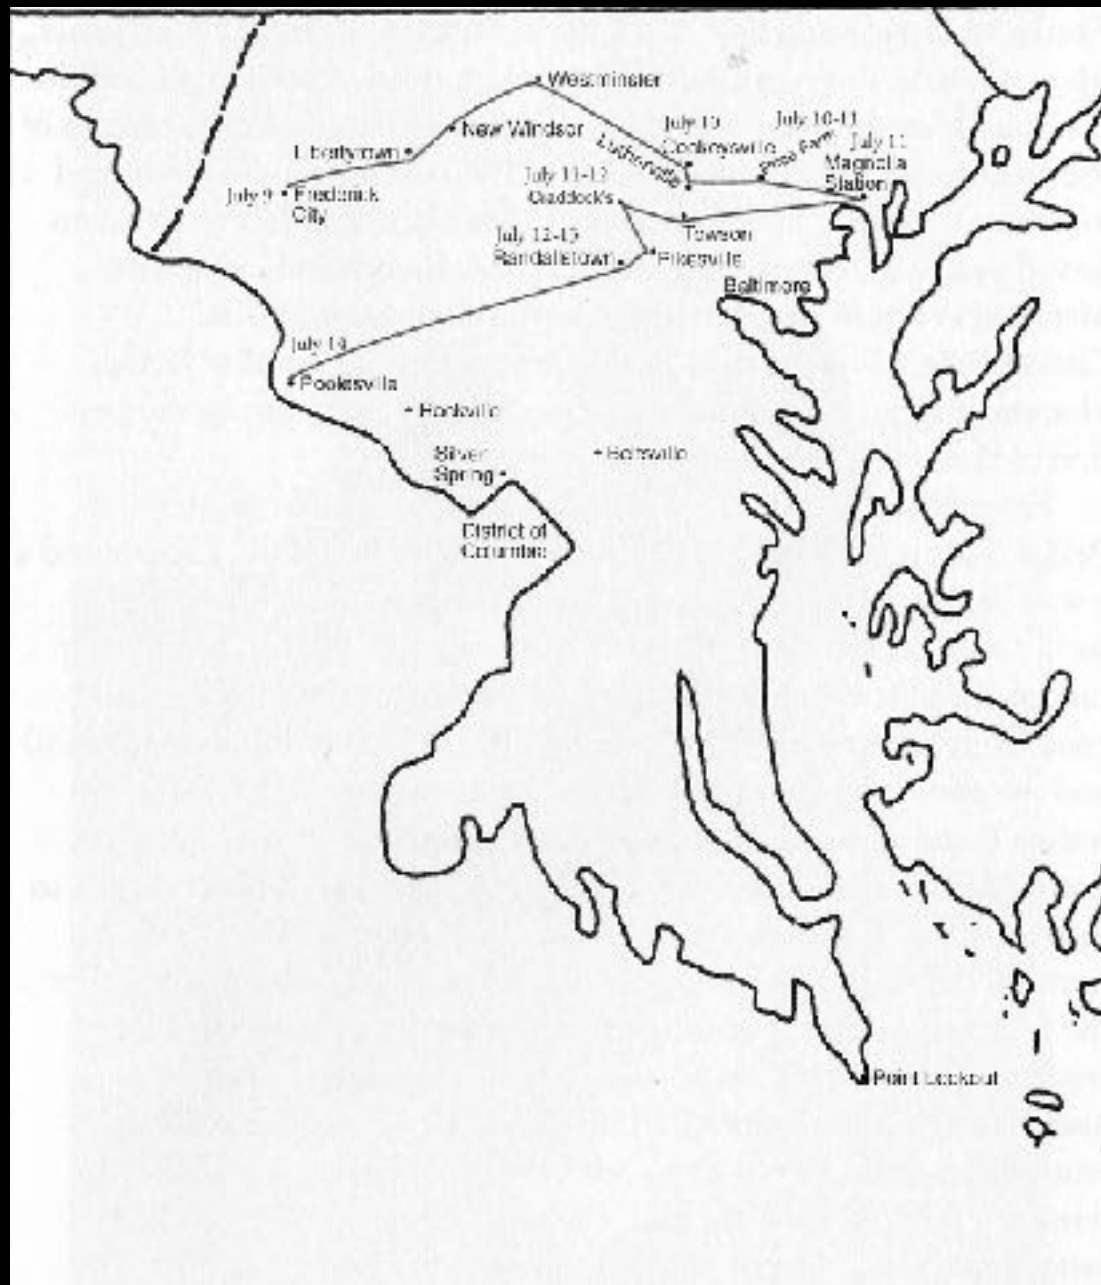 Westminster
New Windsor
Libertytown
July 9
Frederick
City
July 10
Cockeysville
July 10-11
July 11
Magnolia
Station
July 11-12
Craddock's
Towson
July 12-13
Randallstown
Pikesville
Baltimore
July 14
Poolesville
Rockville
Beltsville
Silver
Spring
District of
Columbia
Point Lookout